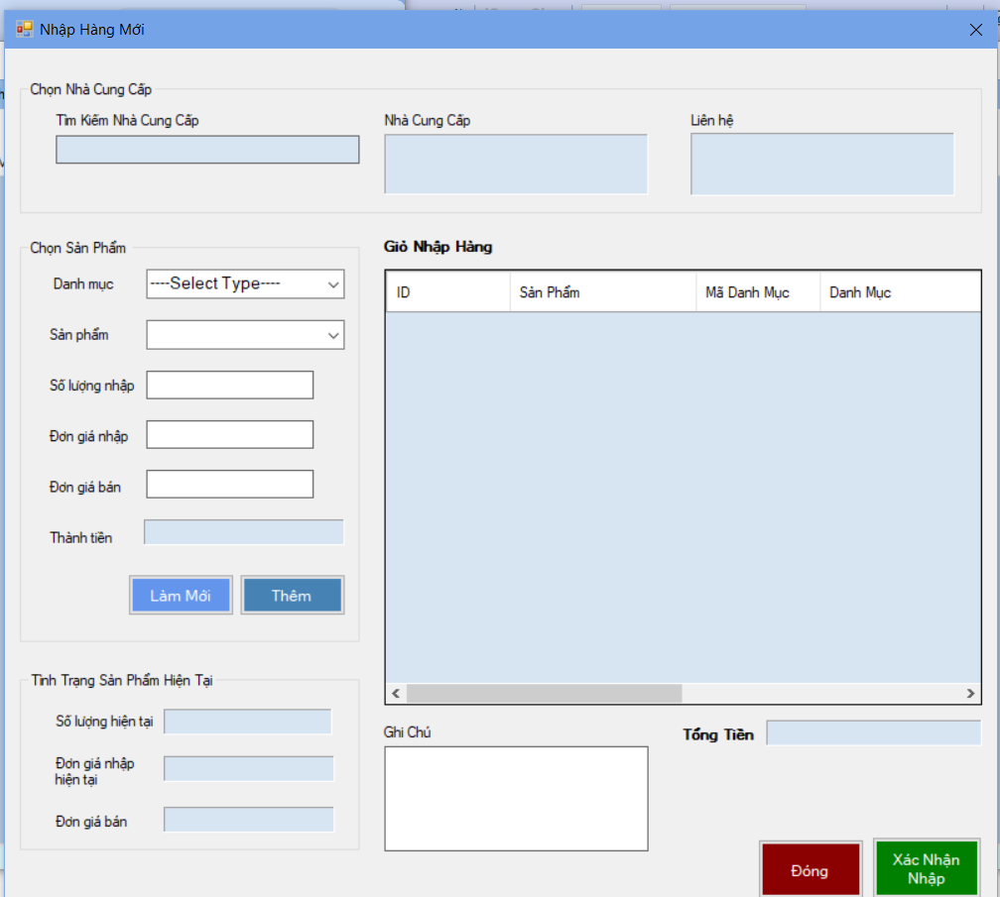 Nhập Hàng Mới
Chọn Nhà Cung Cấp
Tìm Kiếm Nhà Cung Cấp
Nhà Cung Cấp
Liên hệ
Chọn Sản Phẩm
Danh mục
----Select Type----
Sản phẩm
Số lượng nhập
Đơn giá nhập
Đơn giá bán
Thành tiền
Làm Mới
Thêm
Giỏ Nhập Hàng
ID
Sản Phẩm
Mã Danh Mục
Danh Mục
Tình Trạng Sản Phẩm Hiện Tại
Số lượng hiện tại
Đơn giá nhập
hiện tại
Đơn giá bán
Ghi Chú
Tổng Tiền
Đóng
Xác Nhận
Nhập